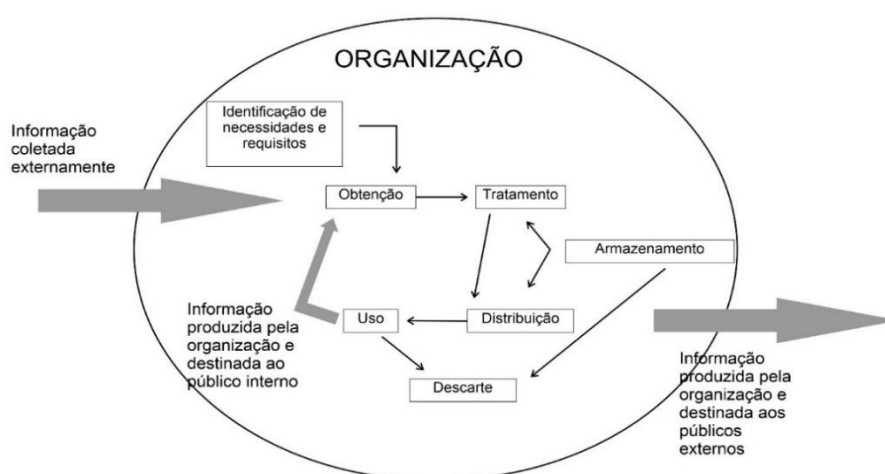 ORGANIZAÇÃO
Identificação de
necessidades e
requisitos
Informação
coletada
externamente
Obtenção
Tratamento
Armazenamento
Informação
produzida pela
organização e
destinada ao
público interno
Uso
Distribuição
Descarte
Informação
produzida pela
organização e
destinada aos
públicos
externos